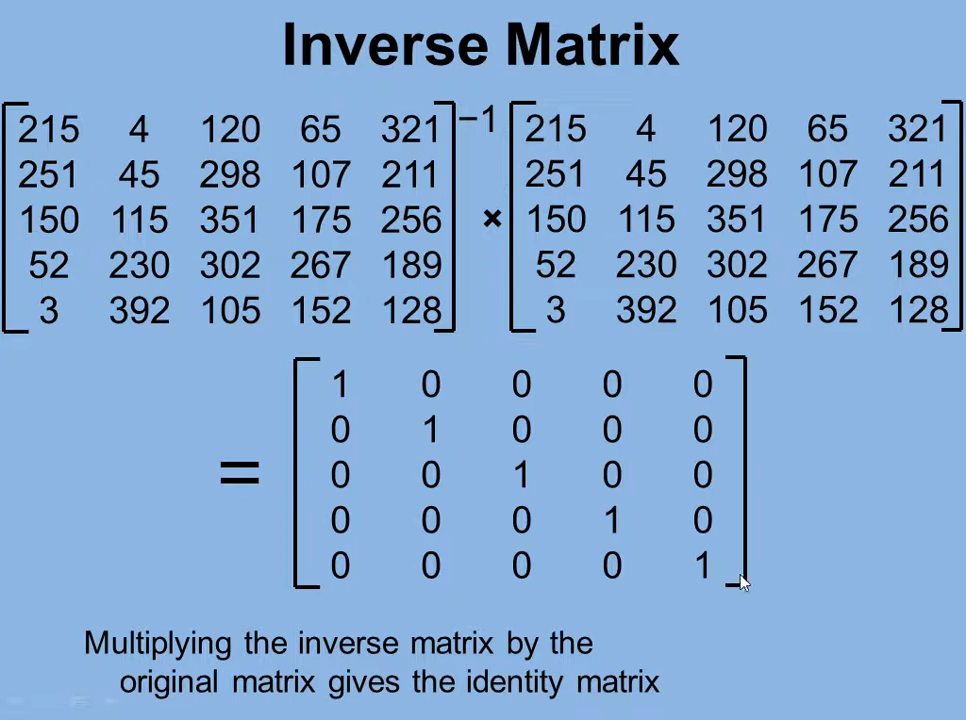 Inverse Matrix
215 4 120 65 321 −1 215 4 120 65 321
251 45 298 107 211 251 45 298 107 211
150 115 351 175 256 × 150 115 351 175 256
52 230 302 267 189 52 230 302 267 189
3 392 105 152 128 3 392 105 152 128
1 0 0 0 0
0 1 0 0 0
= 0 0 1 0 0
0 0 0 1 0
0 0 0 0 1
Multiplying the inverse matrix by the
original matrix gives the identity matrix